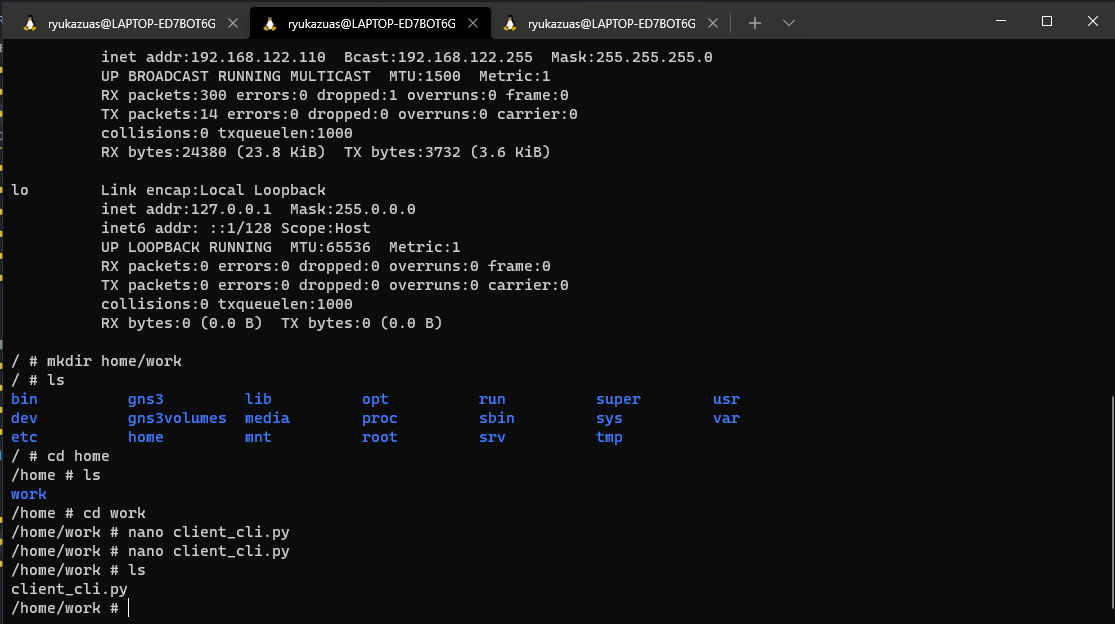 ryukazuas@LAPTOP-ED7BOT6G ryukazuas@LAPTOP-ED7BOT6G ryukazuas@LAPTOP-ED7BOT6G
inet addr:192.168.122.110  Bcast:192.168.122.255  Mask:255.255.255.0
UP BROADCAST RUNNING MULTICAST  MTU:1500  Metric:1
RX packets:300 errors:0 dropped:1 overruns:0 frame:0
TX packets:14 errors:0 dropped:0 overruns:0 carrier:0
collisions:0 txqueuelen:1000
RX bytes:24380 (23.8 KiB)  TX bytes:3732 (3.6 KiB)
lo        Link encap:Local Loopback
inet addr:127.0.0.1  Mask:255.0.0.0
inet6 addr: ::1/128 Scope:Host
UP LOOPBACK RUNNING  MTU:65536  Metric:1
RX packets:0 errors:0 dropped:0 overruns:0 frame:0
TX packets:0 errors:0 dropped:0 overruns:0 carrier:0
collisions:0 txqueuelen:1000
RX bytes:0 (0.0 B)  TX bytes:0 (0.0 B)
/ # mkdir home/work
/ # ls
bin          gns3         lib          opt          run          super        usr
dev          gns3volumes  media        proc         sbin         sys          var
etc          home         mnt          root         srv          tmp
/ # cd home
/home # ls
work
/home # cd work
/home/work # nano client_cli.py
/home/work # nano client_cli.py
/home/work # ls
client_cli.py
/home/work #